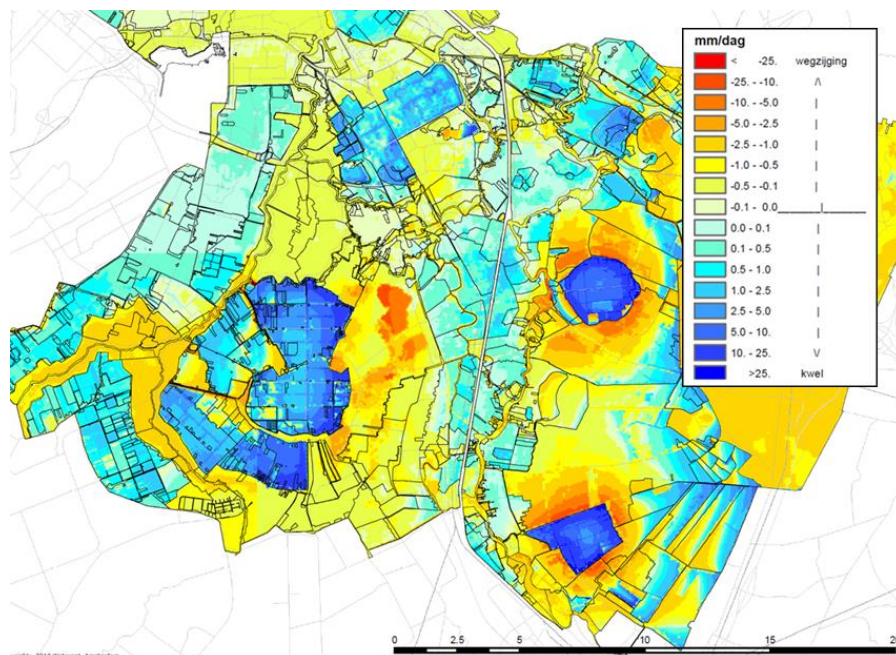 mm/dag
< -25. wegzijging
-25. - -10. /\
-10. - -5.0 |
-5.0 - -2.5 |
-2.5 - -1.0 |
-1.0 - -0.5 |
-0.5 - -0.1 |
-0.1 - 0.0 ________|________
0.0 - 0.1 |
0.1 - 0.5 |
0.5 - 1.0 |
1.0 - 2.5 |
2.5 - 5.0 |
5.0 - 10. |
10. - 25. \/
>25. kwel
0 2.5 5 10 15 20